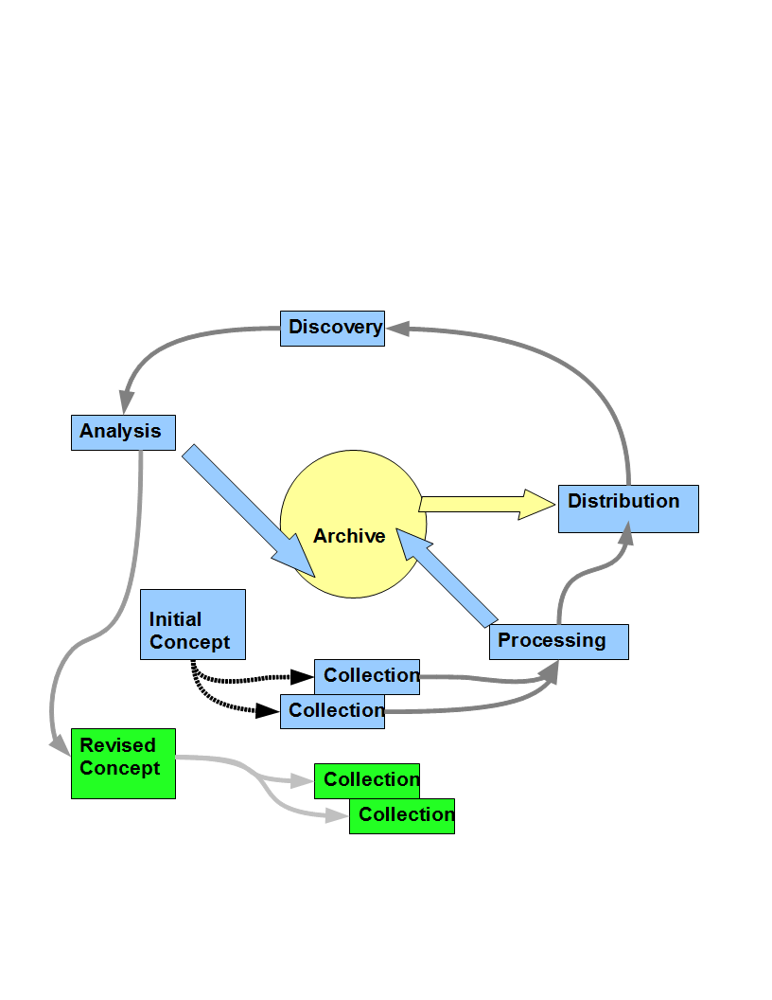 Discovery
Analysis
Distribution
Archive
Initial
Concept
Processing
Collection
Collection
Revised
Concept
Collection
Collection